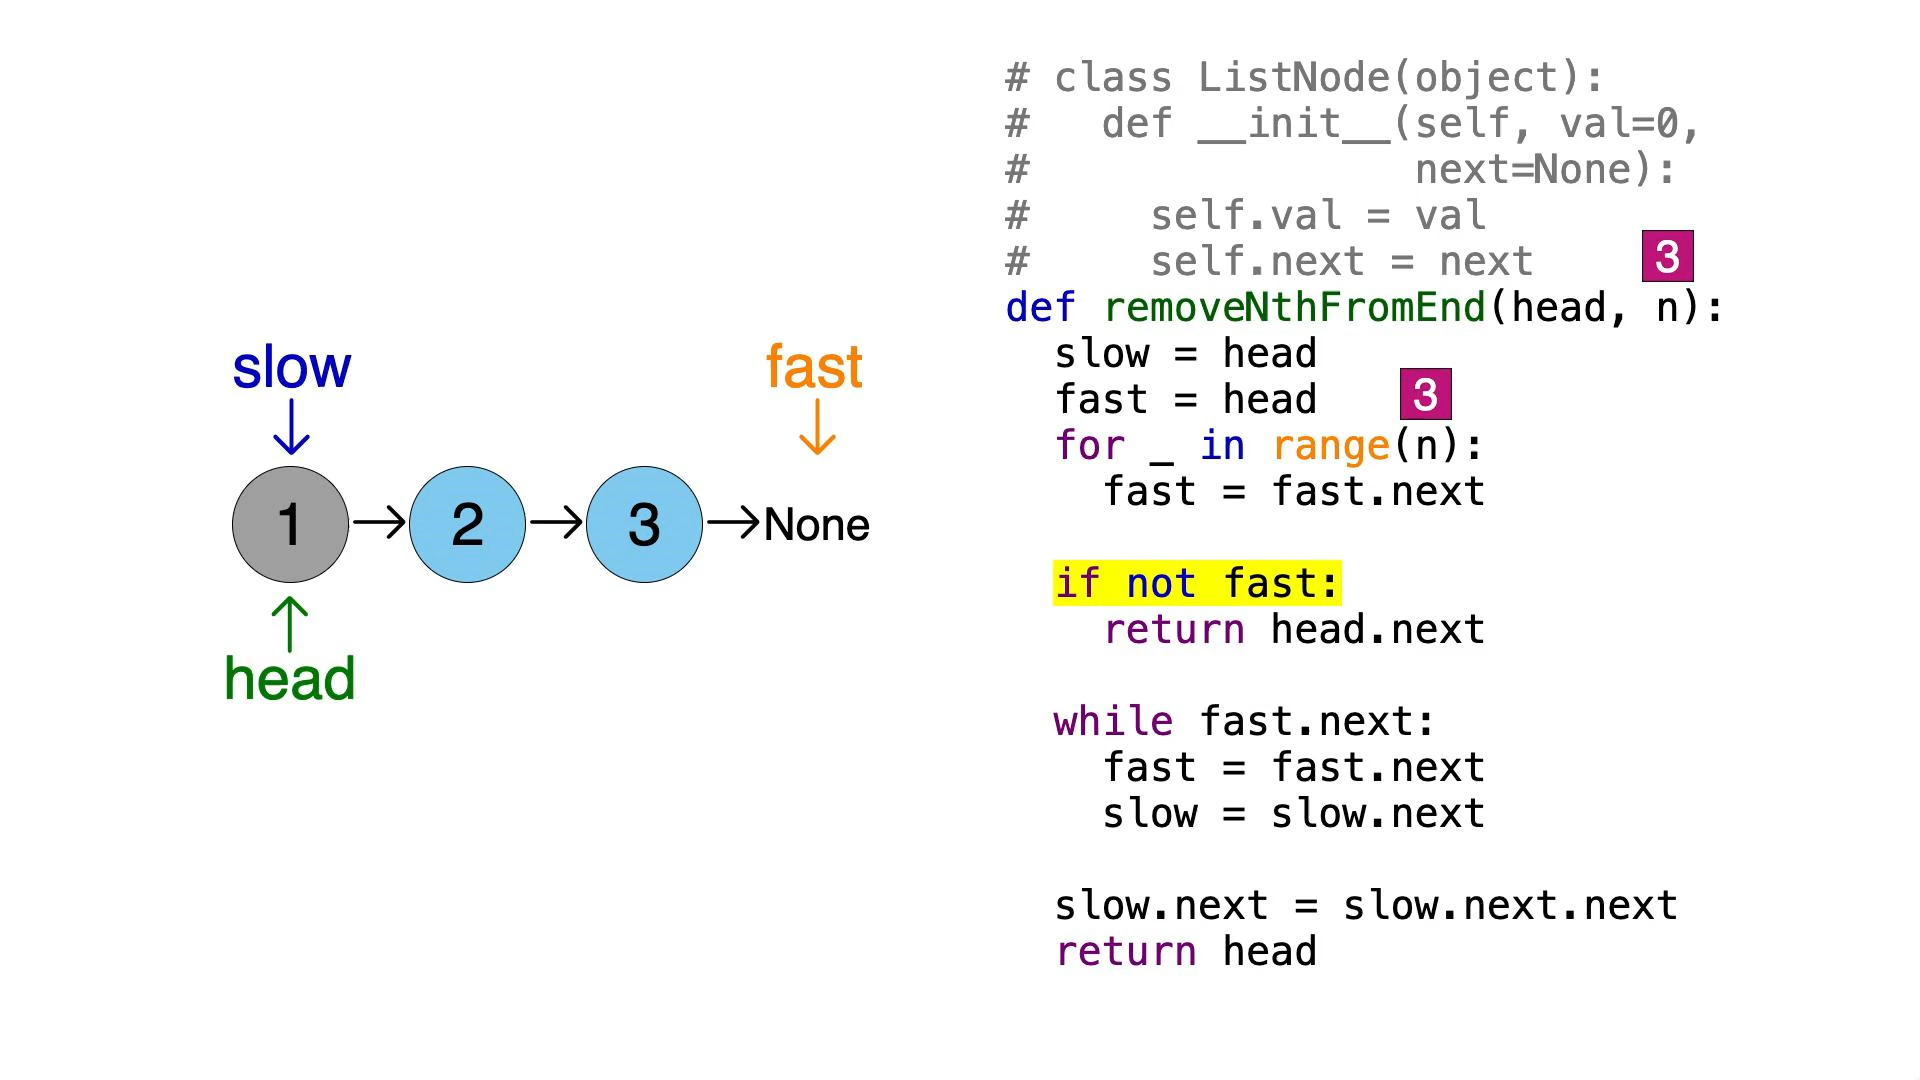 slow
fast
1
2
3
None
head
# class ListNode(object):
#   def __init__(self, val=0,
#                next=None):
#     self.val = val
#     self.next = next
3
def removeNthFromEnd(head, n):
  slow = head
  fast = head
3
  for _ in range(n):
    fast = fast.next
  if not fast:
    return head.next
  while fast.next:
    fast = fast.next
    slow = slow.next
  slow.next = slow.next.next
  return head